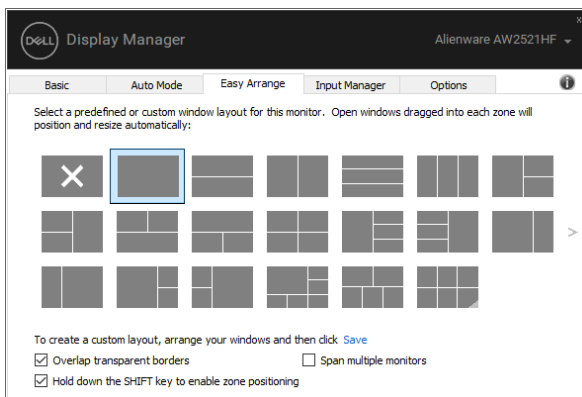 DELL Display Manager
Alienware AW2521HF
Basic Auto Mode Easy Arrange Input Manager Options
Select a predefined or custom window layout for this monitor. Open windows dragged into each zone will
position and resize automatically:
To create a custom layout, arrange your windows and then click Save
Overlap transparent borders Span multiple monitors
Hold down the SHIFT key to enable zone positioning